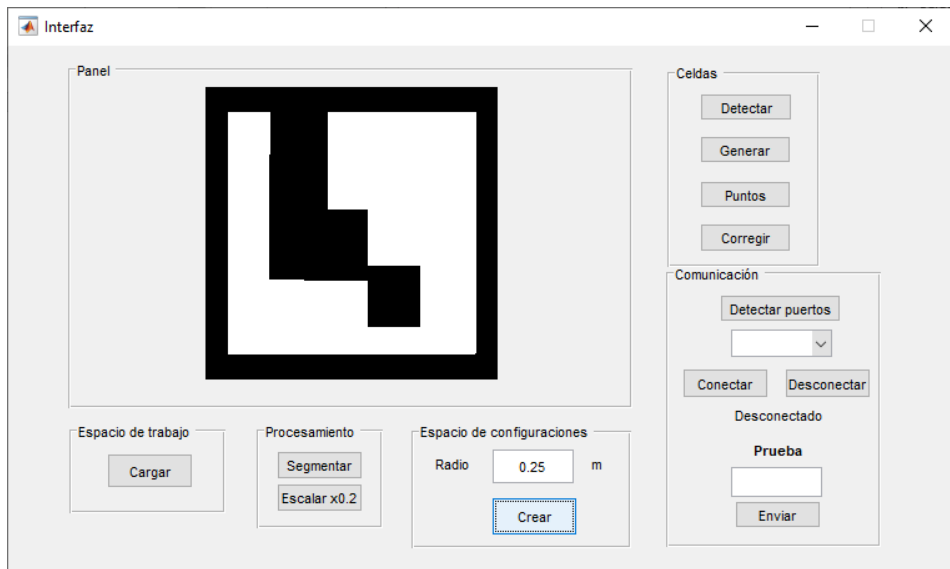 Interfaz
Panel
Celdas
Detectar
Generar
Puntos
Corregir
Comunicación
Detectar puertos
Conectar Desconectar
Desconectado
Prueba
Enviar
Espacio de trabajo
Cargar
Procesamiento
Segmentar
Escalar x0.2
Espacio de configuraciones
Radio 0.25 m
Crear